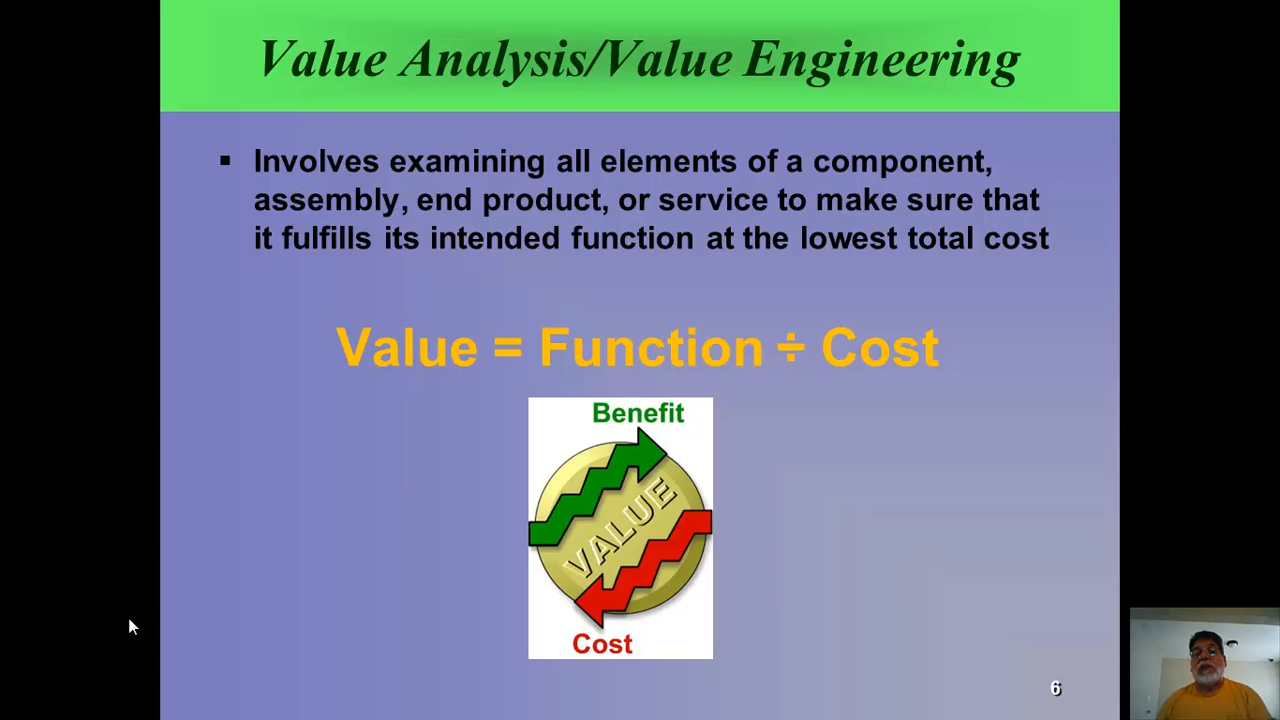 Value Analysis/Value Engineering
▪ Involves examining all elements of a component,
assembly, end product, or service to make sure that
it fulfills its intended function at the lowest total cost
Value = Function ÷ Cost
Benefit
VALUE
Cost
6